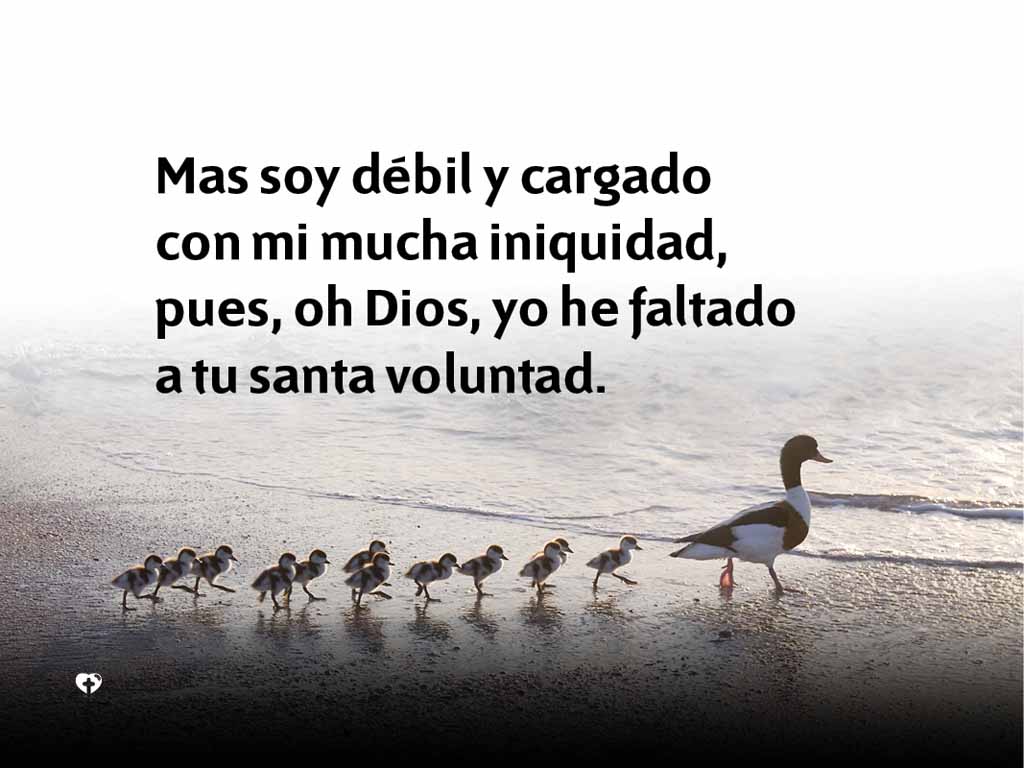 Mas soy débil y cargado
con mi mucha iniquidad,
pues, oh Dios, yo he faltado
a tu santa voluntad.